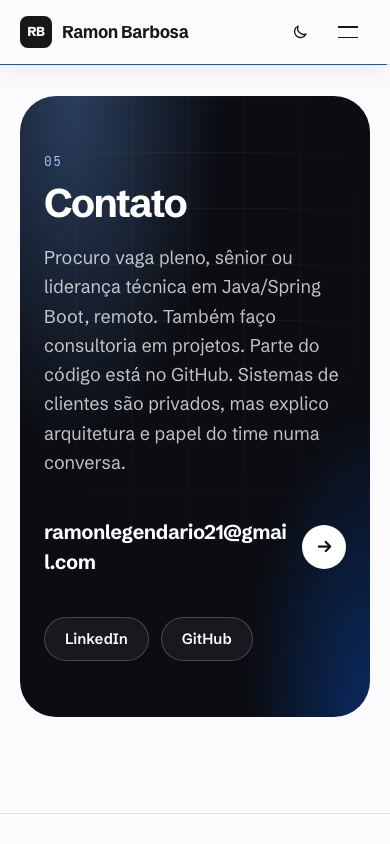 RB Ramon Barbosa
05
Contato
Procuro vaga pleno, sênior ou
liderança técnica em Java/Spring
Boot, remoto. Também faço
consultoria em projetos. Parte do
código está no GitHub. Sistemas de
clientes são privados, mas explico
arquitetura e papel do time numa
conversa.
ramonlegendario21@gmai
l.com
LinkedIn GitHub